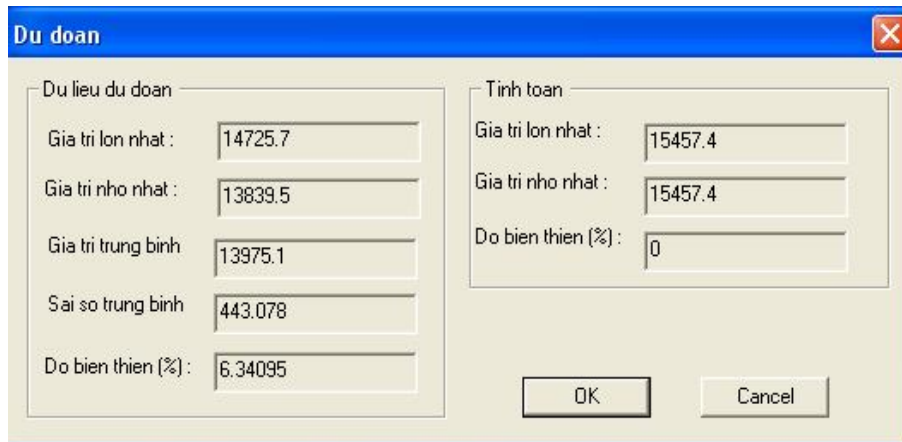 Du doan
Du lieu du doan
Gia tri lon nhat : 14725.7
Gia tri nho nhat : 13839.5
Gia tri trung binh 13975.1
Sai so trung binh 443.078
Do bien thien (%) : 6.34095
Tinh toan
Gia tri lon nhat : 15457.4
Gia tri nho nhat : 15457.4
Do bien thien (%) : 0
OK Cancel